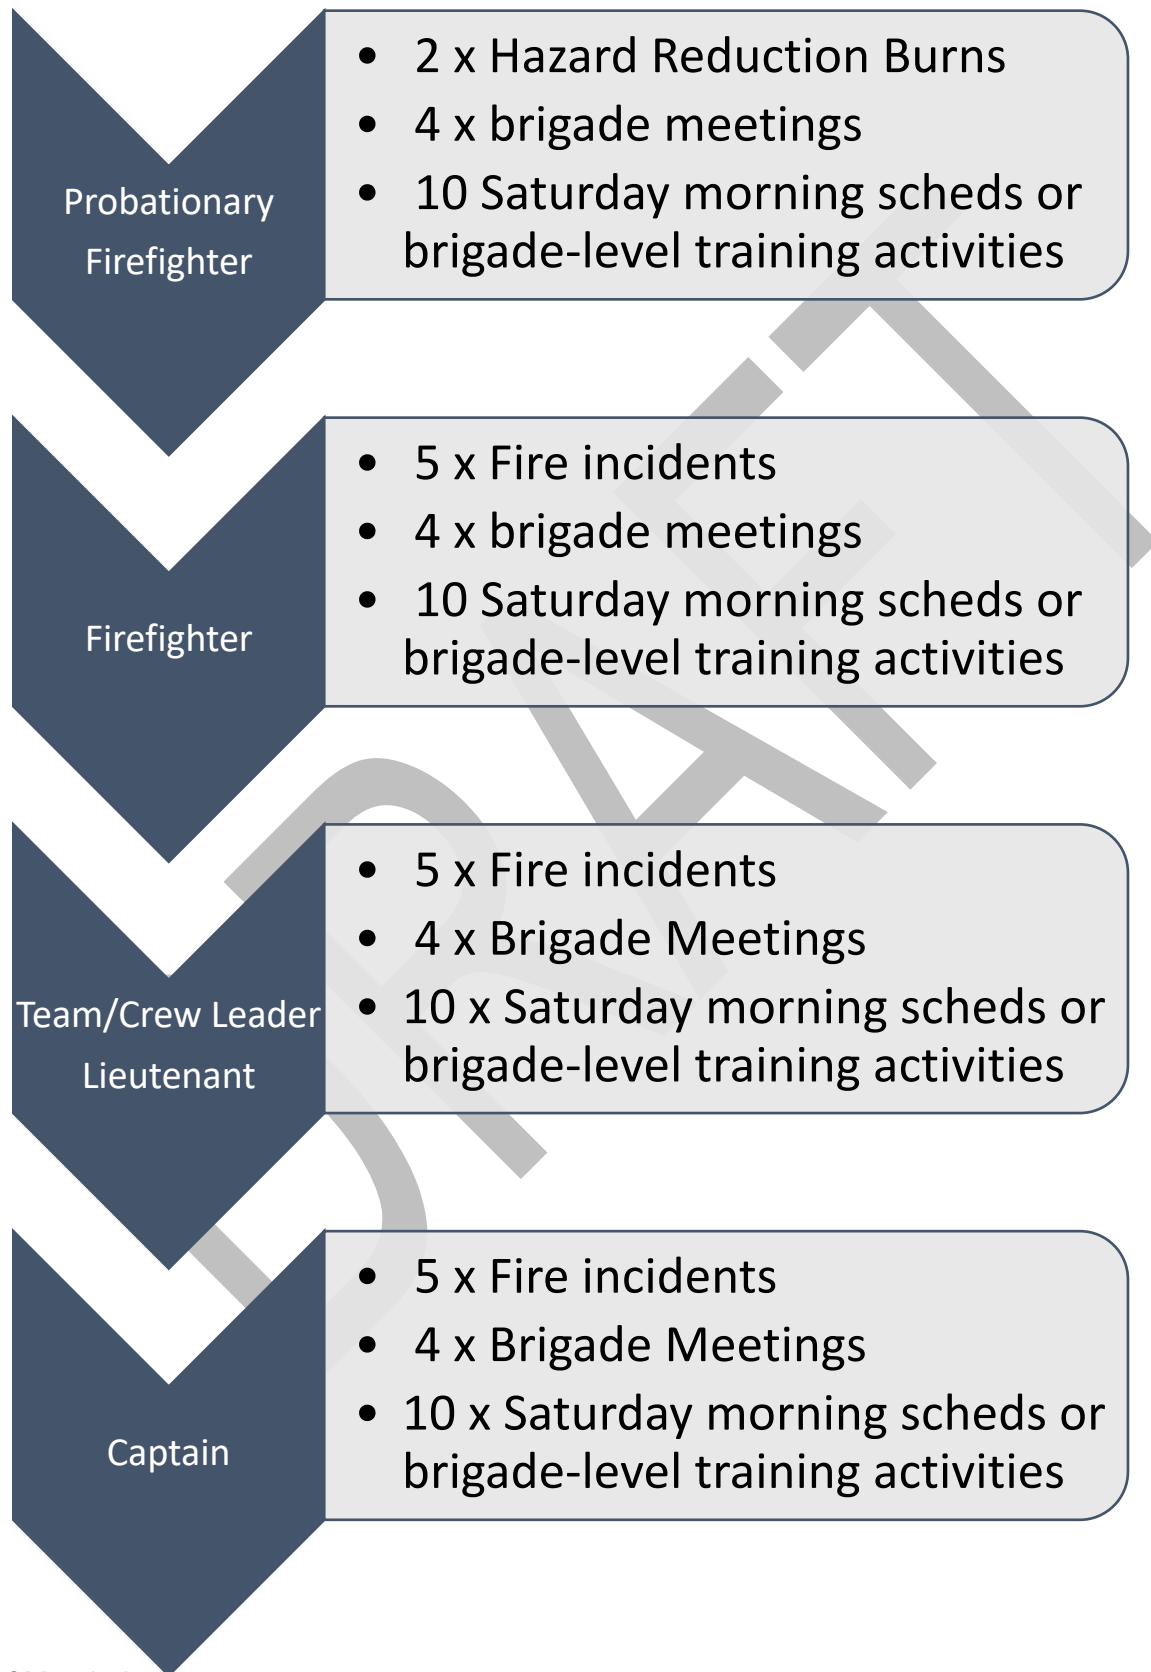 Probationary
Firefighter
• 2 x Hazard Reduction Burns
• 4 x brigade meetings
• 10 Saturday morning scheds or
brigade-level training activities
Firefighter
• 5 x Fire incidents
• 4 x brigade meetings
• 10 Saturday morning scheds or
brigade-level training activities
Team/Crew Leader
Lieutenant
• 5 x Fire incidents
• 4 x Brigade Meetings
• 10 x Saturday morning scheds or
brigade-level training activities
Captain
• 5 x Fire incidents
• 4 x Brigade Meetings
• 10 x Saturday morning scheds or
brigade-level training activities
DRAFT